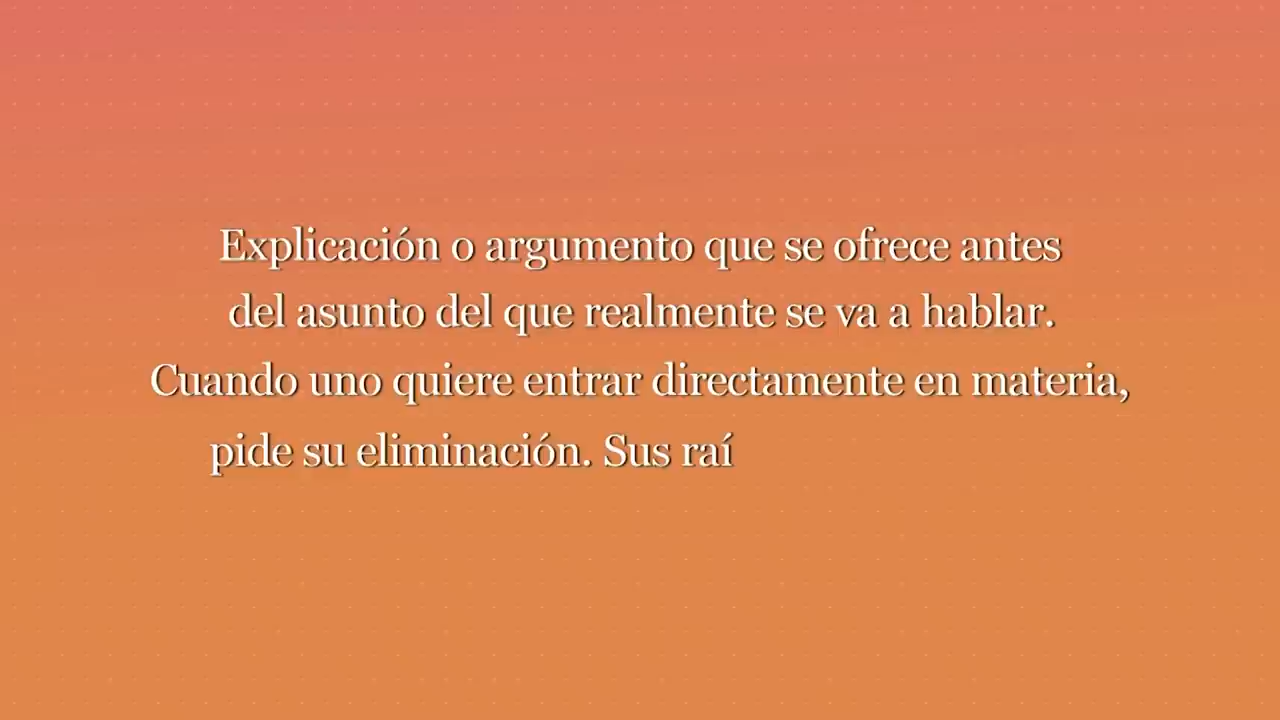 Explicación o argumento que se ofrece antes
del asunto del que realmente se va a hablar.
Cuando uno quiere entrar directamente en materia,
pide su eliminación. Sus raí